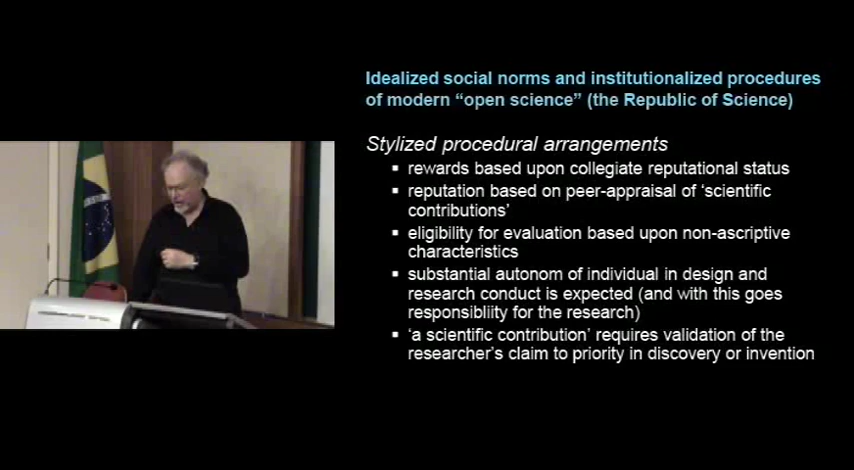 Idealized social norms and institutionalized procedures
of modern “open science” (the Republic of Science)
Stylized procedural arrangements
▪ rewards based upon collegiate reputational status
▪ reputation based on peer-appraisal of ‘scientific
contributions’
▪ eligibility for evaluation based upon non-ascriptive
characteristics
▪ substantial autonom of individual in design and
research conduct is expected (and with this goes
responsibliity for the research)
▪ ‘a scientific contribution’ requires validation of the
researcher’s claim to priority in discovery or invention